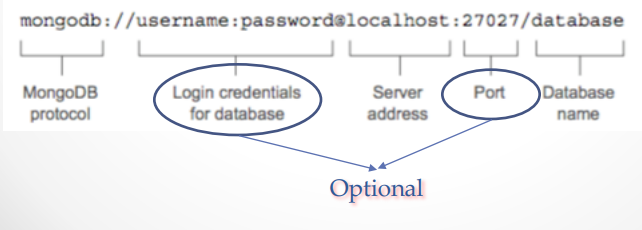 mongodb://username:password@localhost:27027/database
MongoDB protocol
Login credentials for database
Server address
Port
Database name
Optional